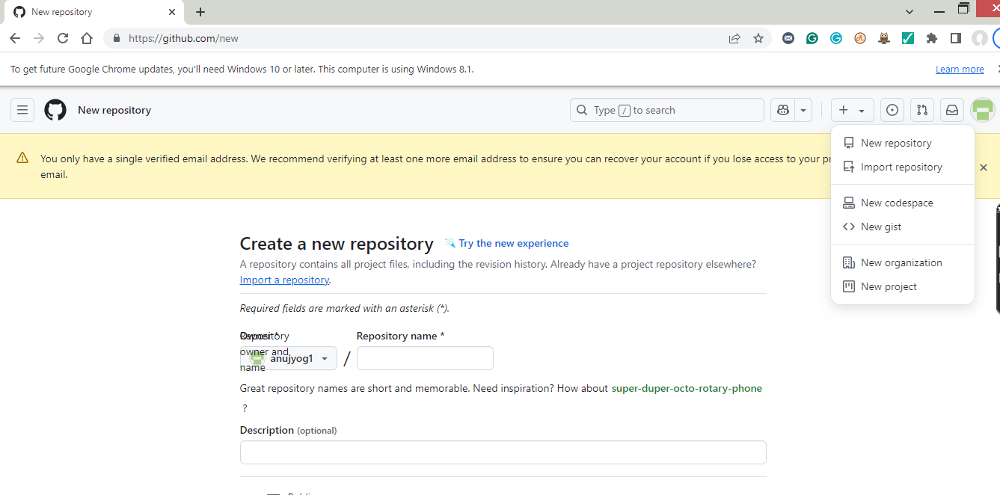 New repository
https://github.com/new
To get future Google Chrome updates, you'll need Windows 10 or later. This computer is using Windows 8.1.
Learn more
New repository
Type / to search
You only have a single verified email address. We recommend verifying at least one more email address to ensure you can recover your account if you lose access to your
email.
New repository
Import repository
New codespace
New gist
New organization
New project
Create a new repository
Try the new experience
A repository contains all project files, including the revision history. Already have a project repository elsewhere?
Import a repository.
Required fields are marked with an asterisk (*).
Owner *
Repository
owner and
name
anujyog1
/
Repository name *
Great repository names are short and memorable. Need inspiration? How about super-duper-octo-rotary-phone
?
Description (optional)